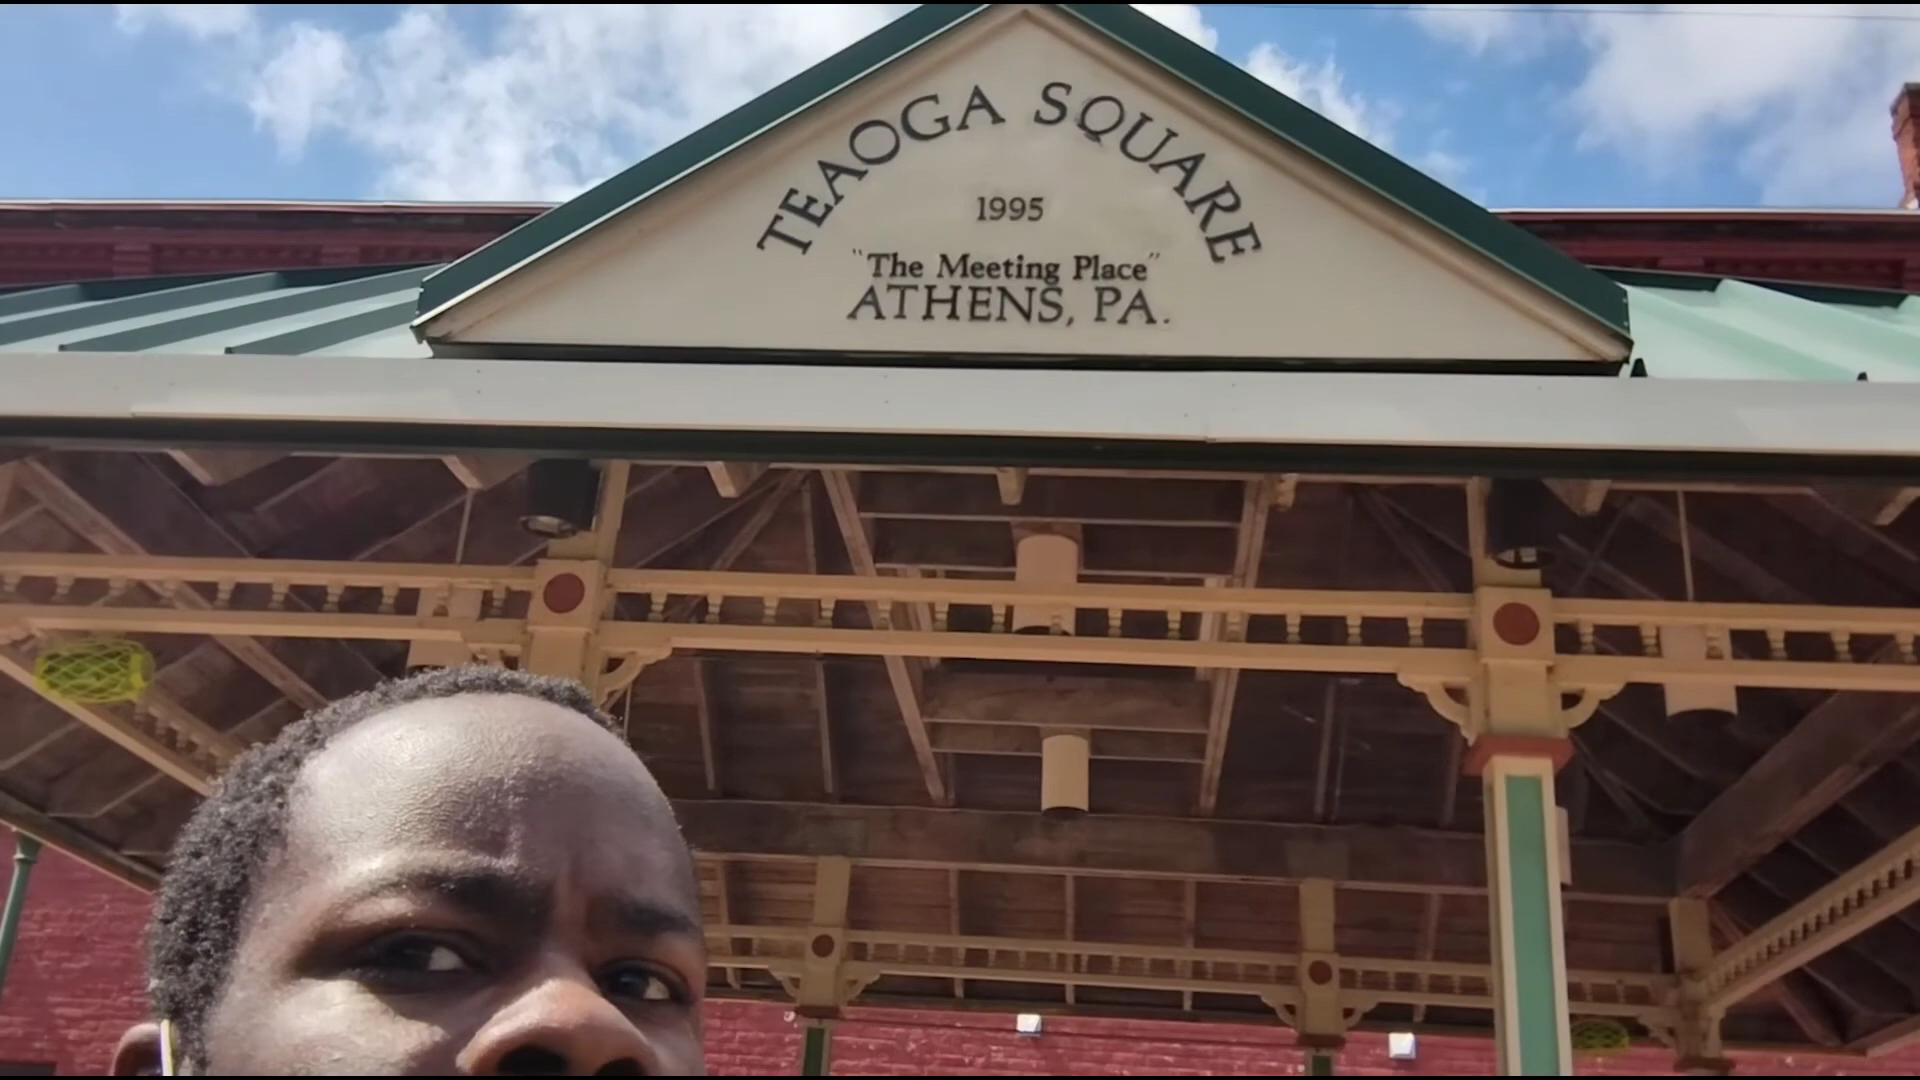 TEAOGA SQUARE
1995
"The Meeting Place"
ATHENS, PA.